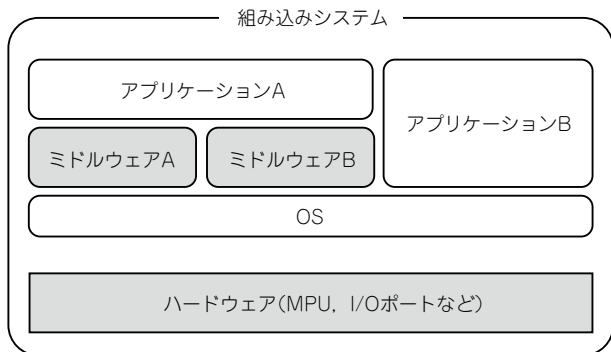 組み込みシステム
アプリケーションA
アプリケーションB
ミドルウェアA
ミドルウェアB
OS
ハードウェア(MPU, I/Oポートなど)